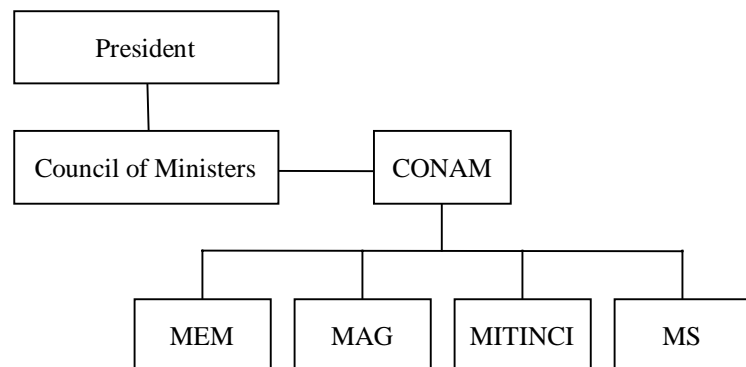 President
Council of Ministers
CONAM
MEM
MAG
MITINCI
MS